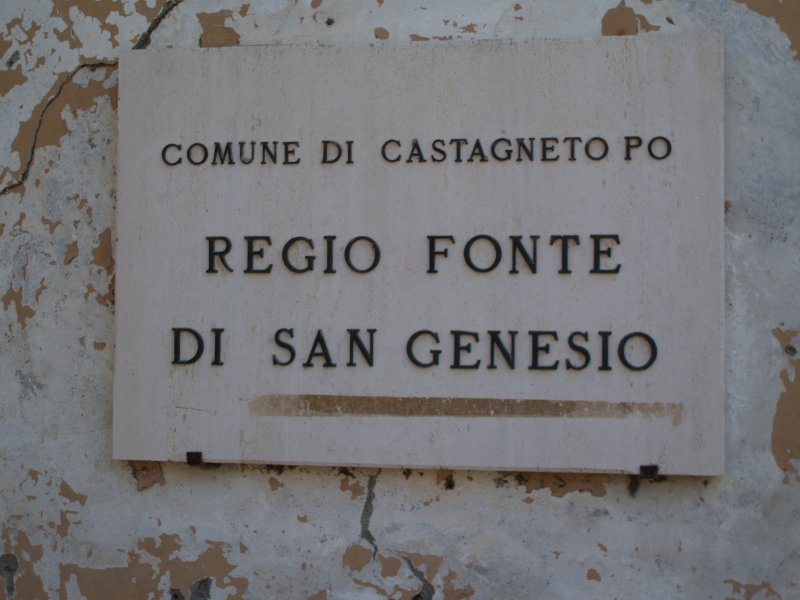 COMUNE DI CASTAGNETO PO
REGIO FONTE
DI SAN GENESIO